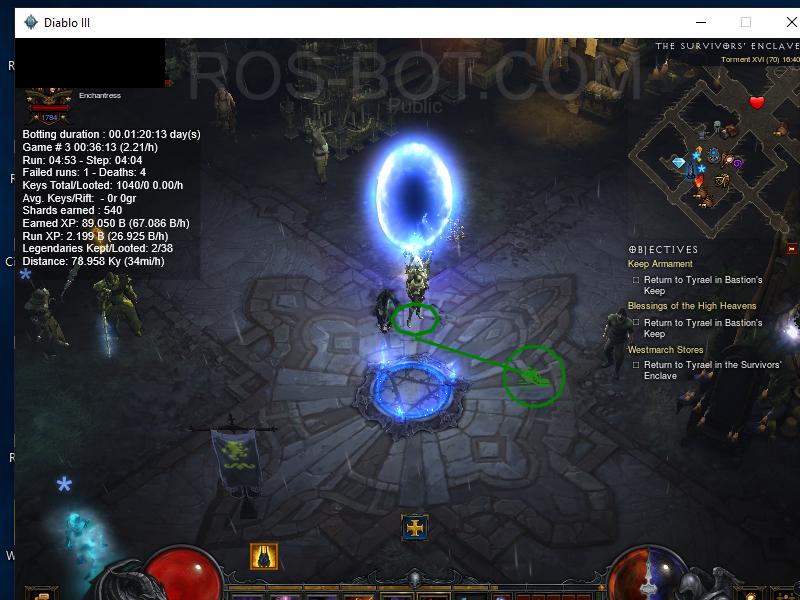 Diablo III
THE SURVIVORS' ENCLAVE
Torment XVI (70) 16:40
ROS-BOT.COM
Public
Enchantress
1784
Botting duration : 00.01:20:13 day(s)
Game # 3 00:36:13 (2.21/h)
Run: 04:53 - Step: 04:04
Failed runs: 1 - Deaths: 4
Keys Total/Looted: 1040/0 0.00/h
Avg. Keys/Rift: - 0r 0gr
Shards earned : 540
Earned XP: 89.050 B (67.086 B/h)
Run XP: 2.199 B (26.925 B/h)
Legendaries Kept/Looted: 2/38
Distance: 78.958 Ky (34mi/h)
OBJECTIVES
Keep Armament
Return to Tyrael in Bastion's
Keep
Blessings of the High Heavens
Return to Tyrael in Bastion's
Keep
Westmarch Stores
Return to Tyrael in the Survivors'
Enclave
R
R
Ci
R
W